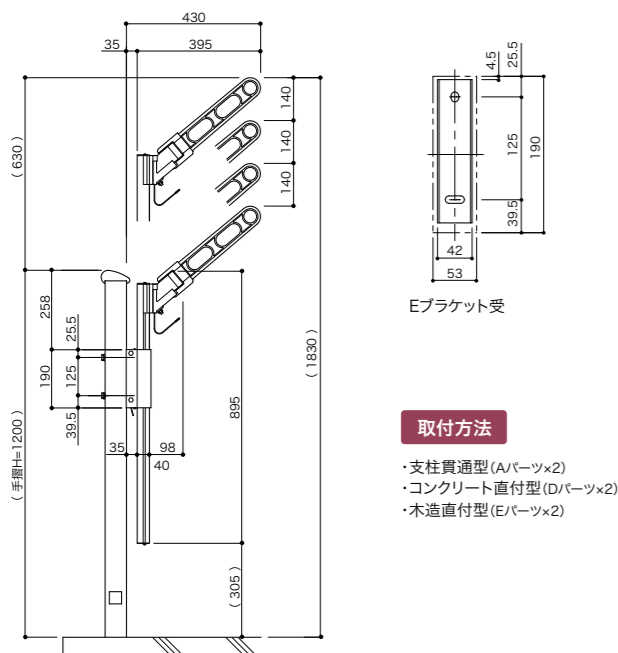 430
35
395
140
140
140
( 630 )
258
25.5
190
125
39.5
( 手摺H=1200 )
35
98
40
895
( 305 )
( 1830 )
4.5
25.5
125
190
39.5
42
53
Eブラケット受
取付方法
・支柱貫通型(Aパーツ×2)
・コンクリート直付型(Dパーツ×2)
・木造直付型(Eパーツ×2)